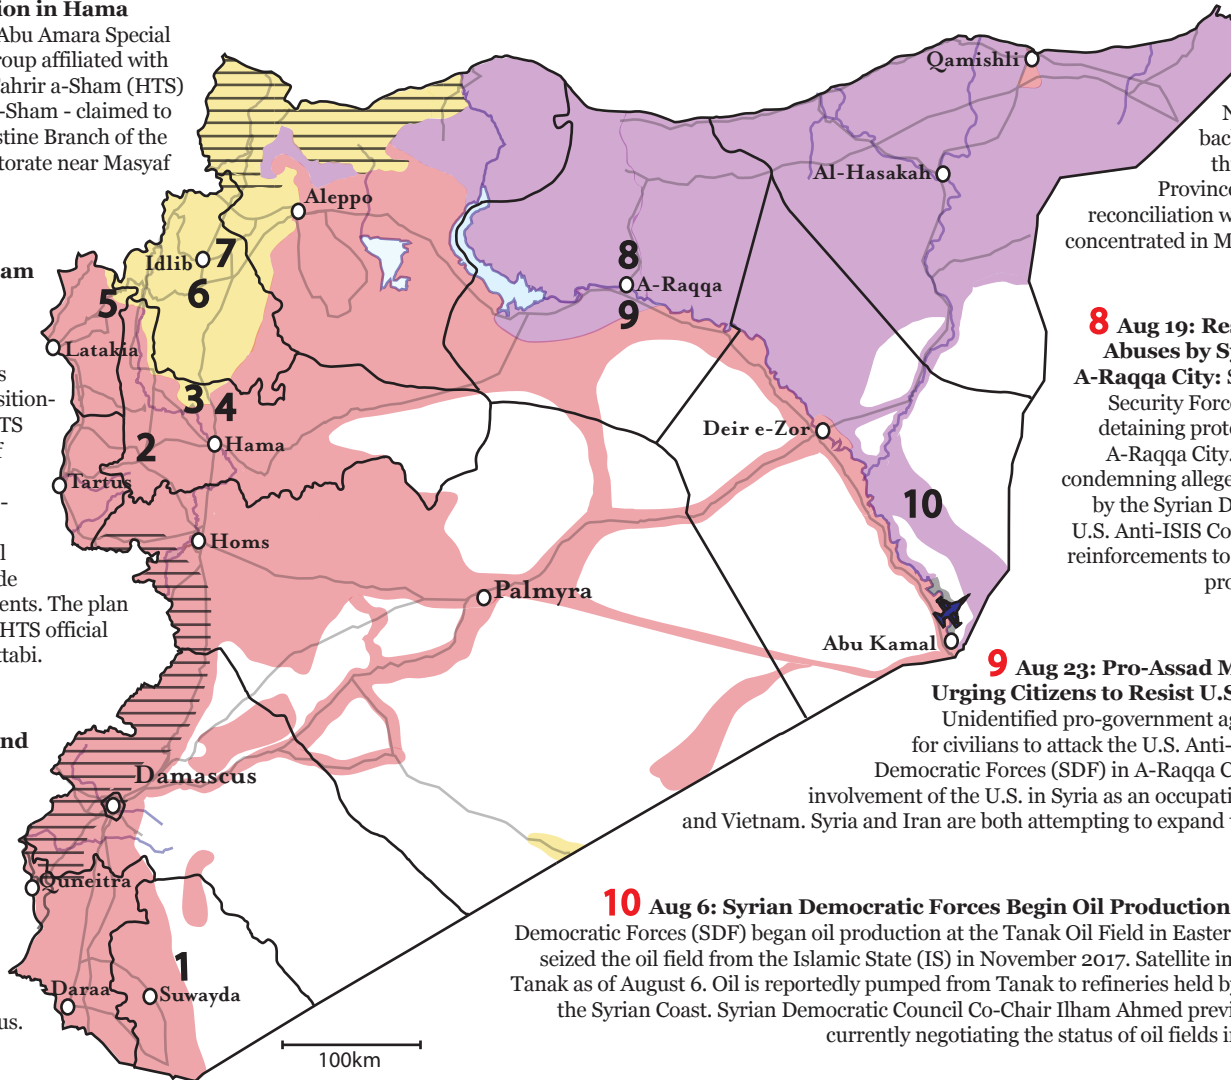 ion in Hama
Abu Amara Special
roup affiliated with
ahrir a-Sham (HTS)
-Sham - claimed to
stine Branch of the
torate near Masyaf
am
s
sition-
TS
f
-
l
de
ents. The plan
HTS official
ttabi.
nd
us.
Qamishli
Al-Hasakah
Aleppo
Idlib
7
6
5
8
A-Raqqa
9
Latakia
3
4
Hama
2
Tartus
Deir e-Zor
10
Homs
Palmyra
Abu Kamal
Damascus
Quneitra
1
Daraa
Suwayda
100km
N
bac
th
Province
reconciliation w
concentrated in M
8 Aug 19: Res
Abuses by Sy
A-Raqqa City: S
Security Force
detaining prote
A-Raqqa City.
condemning allege
by the Syrian D
U.S. Anti-ISIS Co
reinforcements to
pro
9 Aug 23: Pro-Assad M
Urging Citizens to Resist U.S
Unidentified pro-government ag
for civilians to attack the U.S. Anti-
Democratic Forces (SDF) in A-Raqqa C
involvement of the U.S. in Syria as an occupati
and Vietnam. Syria and Iran are both attempting to expand
10 Aug 6: Syrian Democratic Forces Begin Oil Production
Democratic Forces (SDF) began oil production at the Tanak Oil Field in Easter
seized the oil field from the Islamic State (IS) in November 2017. Satellite in
Tanak as of August 6. Oil is reportedly pumped from Tanak to refineries held by
the Syrian Coast. Syrian Democratic Council Co-Chair Ilham Ahmed previ
currently negotiating the status of oil fields in